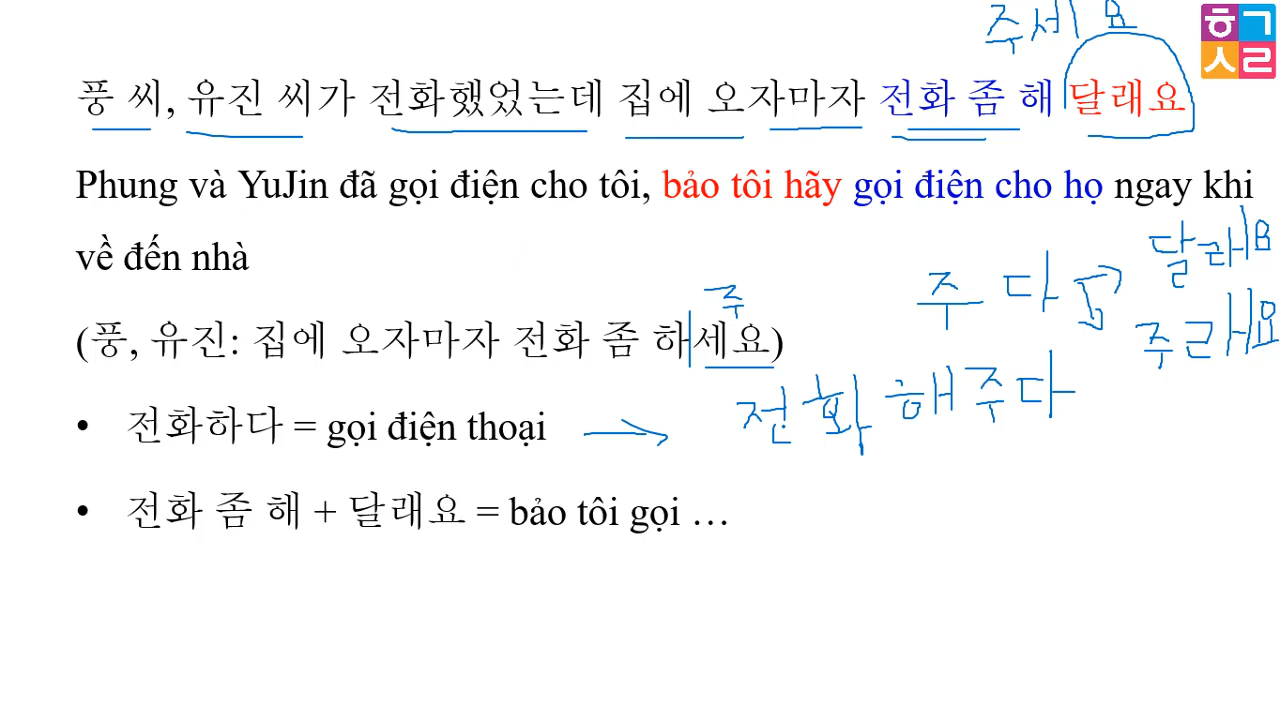 주세요
ㅎㄱ
ㅅㄹ
풍 씨, 유진 씨가 전화했었는데 집에 오자마자 전화 좀 해 달래요
Phung và YuJin đã gọi điện cho tôi, bảo tôi hãy gọi điện cho họ ngay khi
về đến nhà
달래요
주다
주
주래요
(풍, 유진: 집에 오자마자 전화 좀 하세요)
전화 해 주다
• 전화하다 = gọi điện thoại
• 전화 좀 해 + 달래요 = bảo tôi gọi …